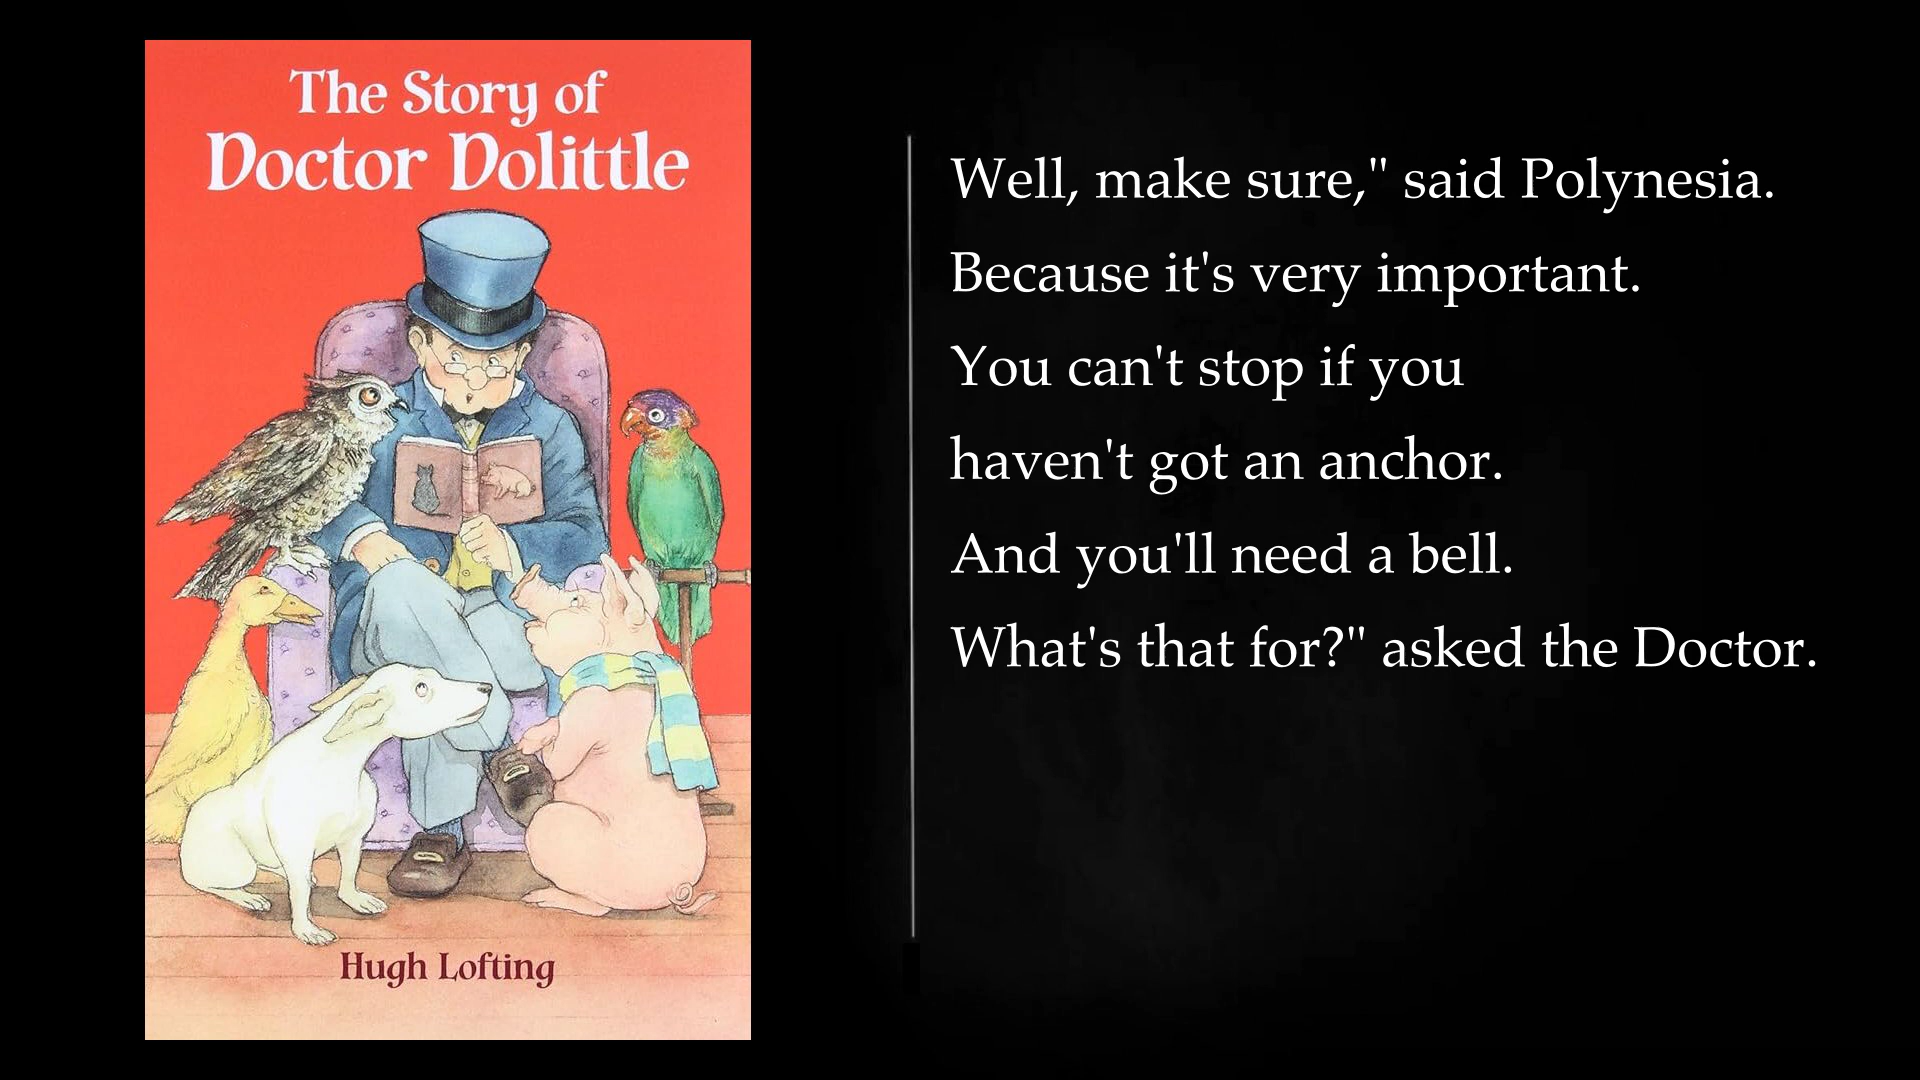 The Story of
Doctor Dolittle
Hugh Lofting
Well, make sure," said Polynesia.
Because it's very important.
You can't stop if you
haven't got an anchor.
And you'll need a bell.
What's that for?" asked the Doctor.